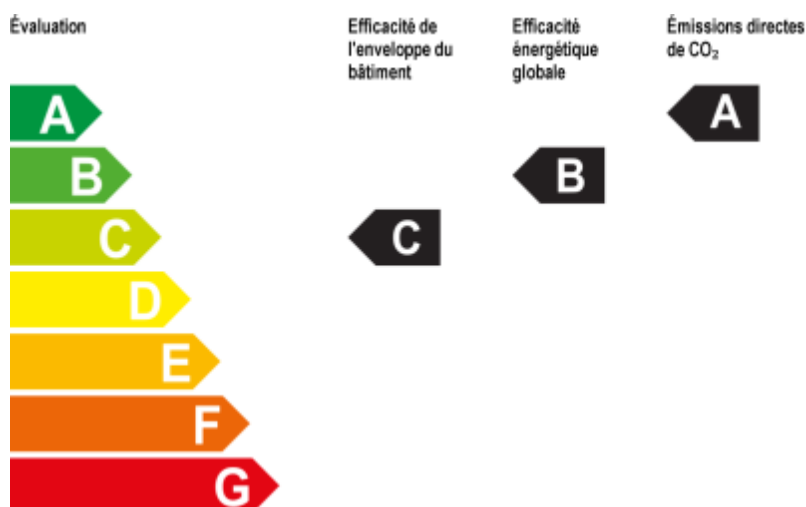 Évaluation
Efficacité de
l'enveloppe du
bâtiment
Efficacité
énergétique
globale
Émissions directes
de CO₂
A
A
B
B
C
C
D
E
F
G